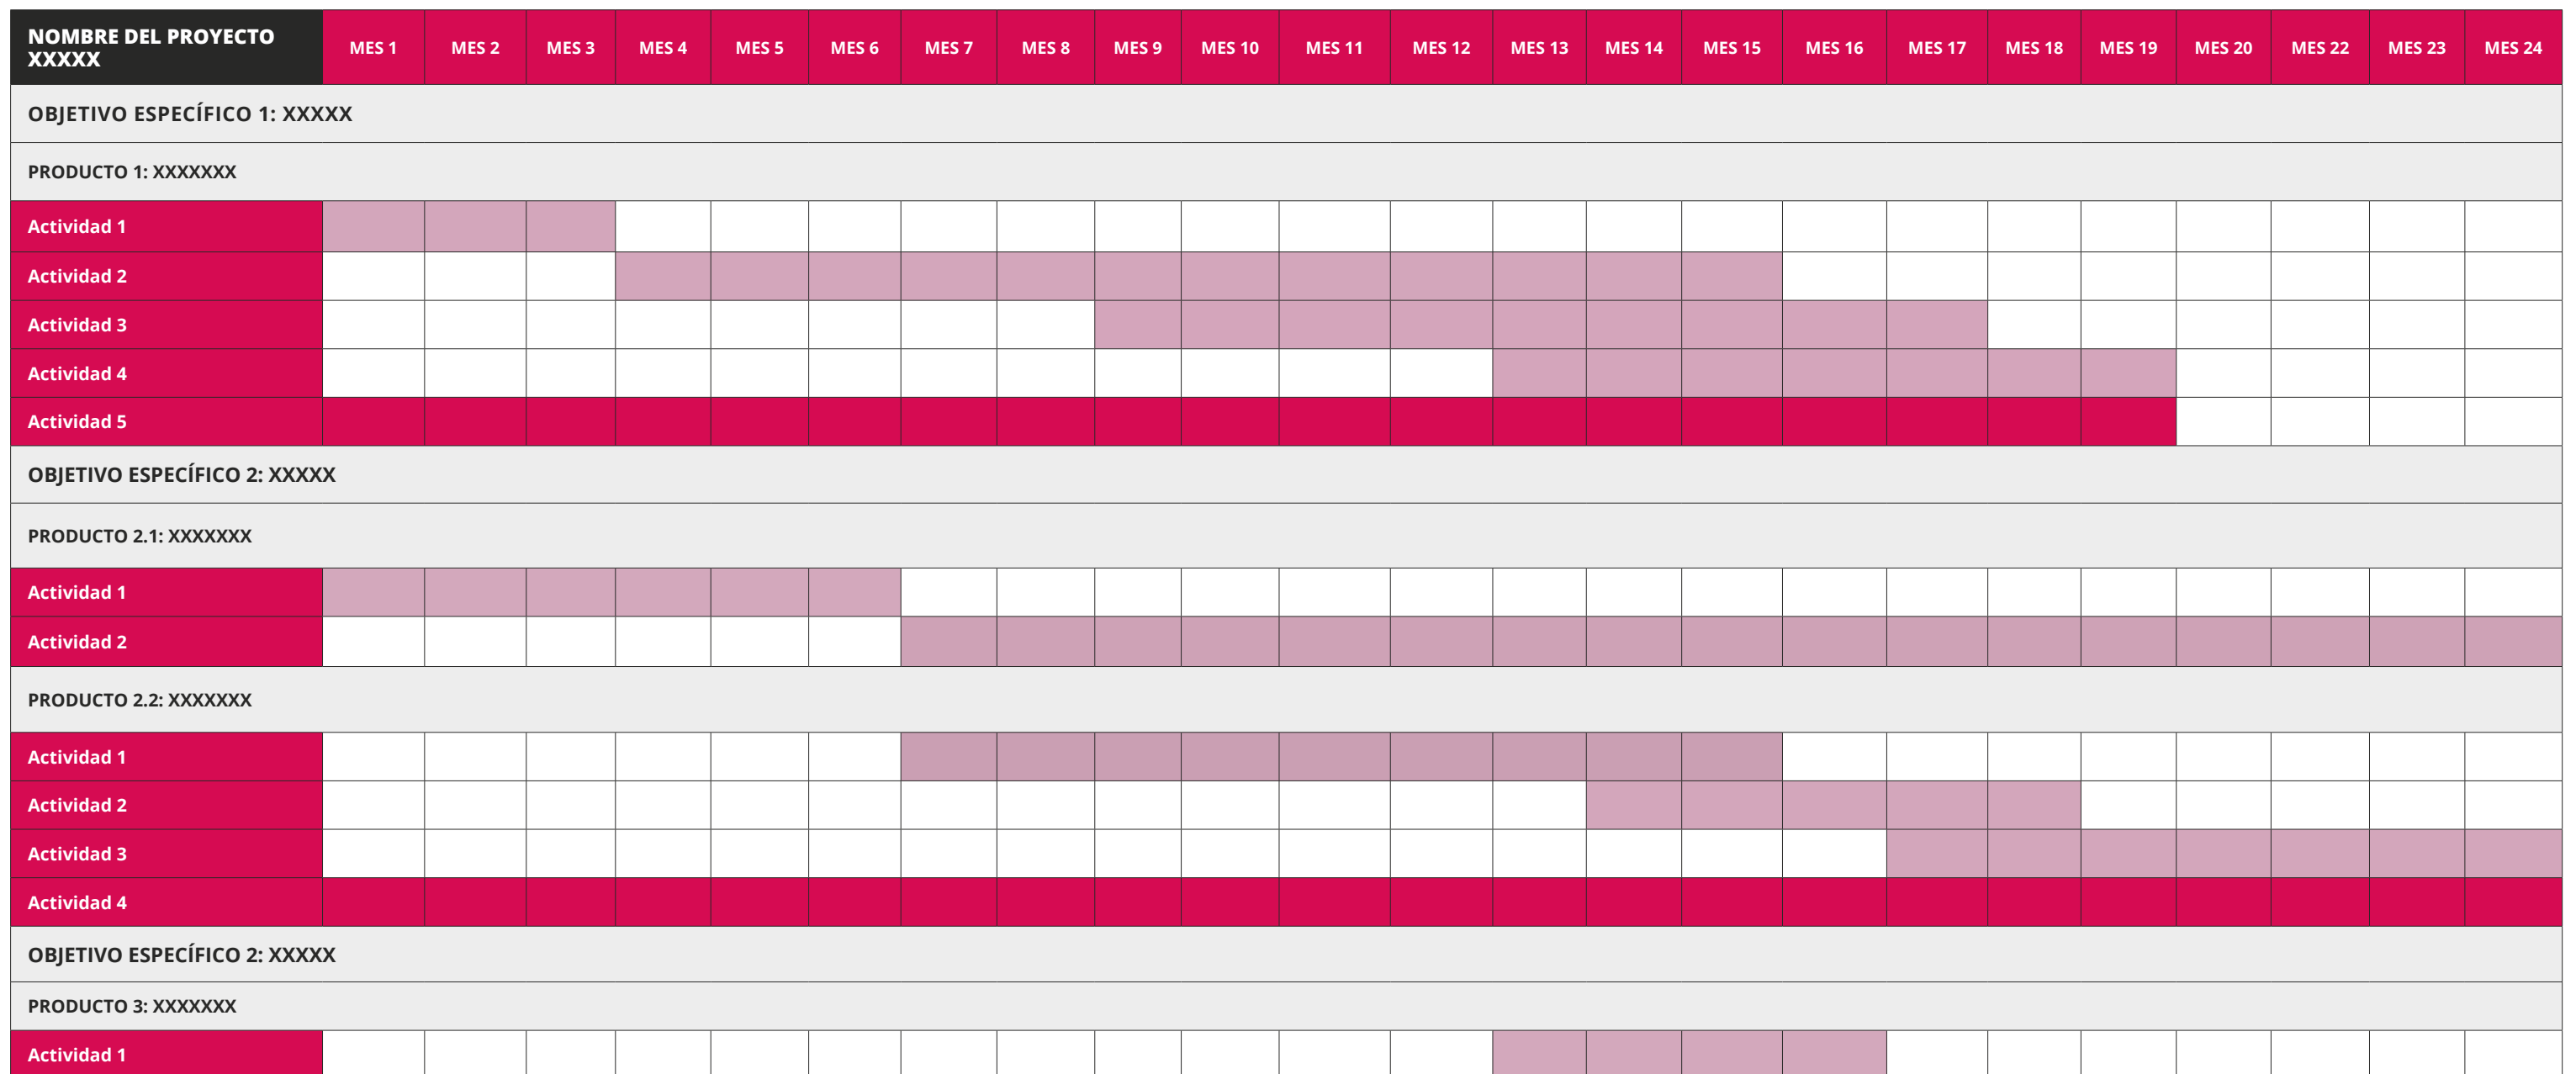 NOMBRE DEL PROYECTO
XXXXX
MES 1 MES 2 MES 3 MES 4 MES 5 MES 6 MES 7 MES 8 MES 9 MES 10 MES 11 MES 12 MES 13 MES 14 MES 15 MES 16 MES 17 MES 18 MES 19 MES 20 MES 22 MES 23 MES 24
OBJETIVO ESPECÍFICO 1: XXXXX
PRODUCTO 1: XXXXXXX
Actividad 1
Actividad 2
Actividad 3
Actividad 4
Actividad 5
OBJETIVO ESPECÍFICO 2: XXXXX
PRODUCTO 2.1: XXXXXXX
Actividad 1
Actividad 2
PRODUCTO 2.2: XXXXXXX
Actividad 1
Actividad 2
Actividad 3
Actividad 4
OBJETIVO ESPECÍFICO 2: XXXXX
PRODUCTO 3: XXXXXXX
Actividad 1